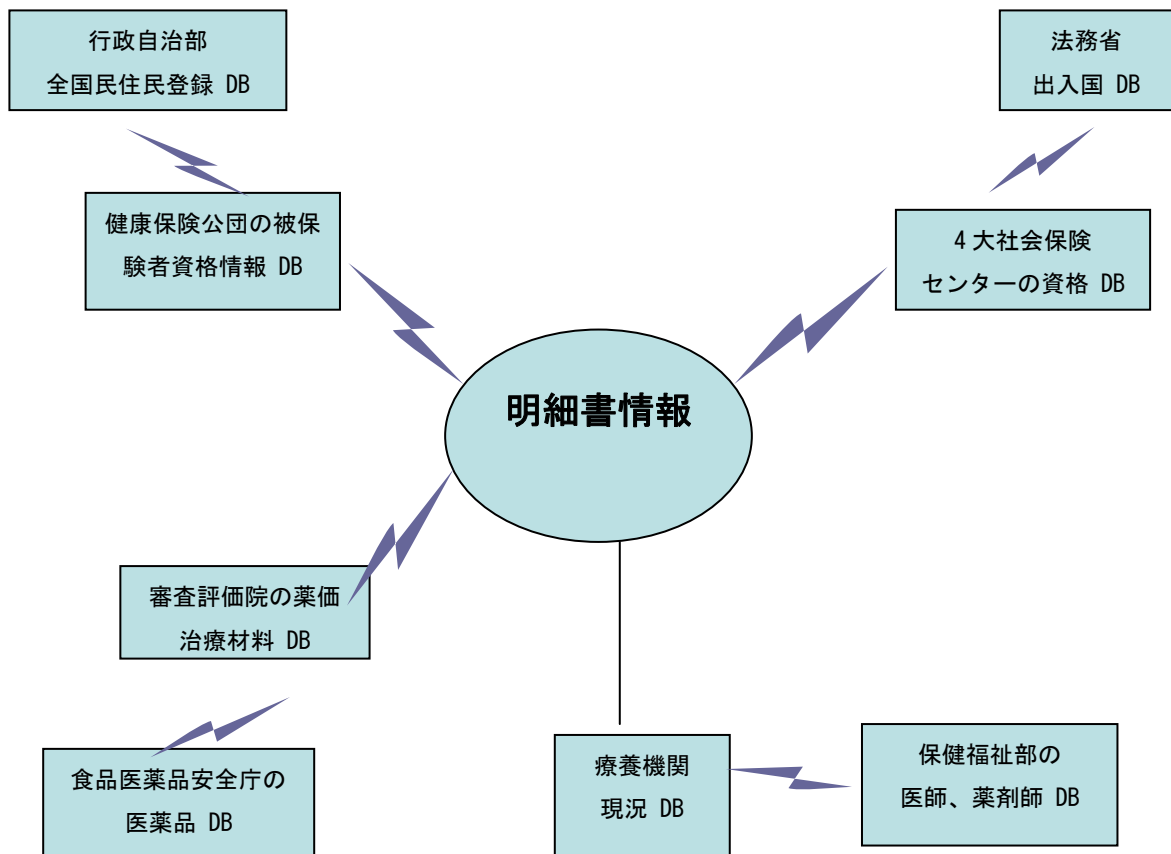 行政自治部
全国民住民登録 DB
法務省
出入国 DB
健康保険公団の被保
験者資格情報 DB
4大社会保険
センターの資格 DB
明細書情報
審査評価院の薬価
治療材料 DB
食品医薬品安全庁の
医薬品 DB
療養機関
現況 DB
保健福祉部の
医師、薬剤師 DB